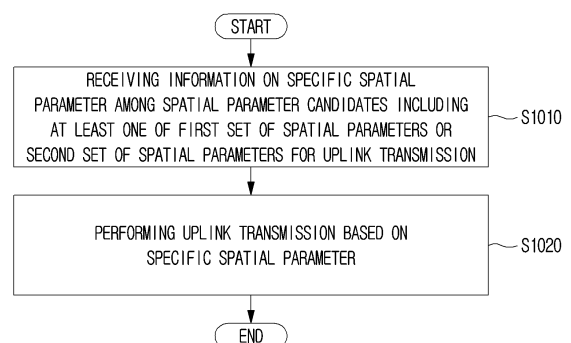 START
RECEIVING INFORMATION ON SPECIFIC SPATIAL
PARAMETER AMONG SPATIAL PARAMETER CANDIDATES INCLUDING
AT LEAST ONE OF FIRST SET OF SPATIAL PARAMETERS OR
SECOND SET OF SPATIAL PARAMETERS FOR UPLINK TRANSMISSION
S1010
PERFORMING UPLINK TRANSMISSION BASED ON
SPECIFIC SPATIAL PARAMETER
S1020
END